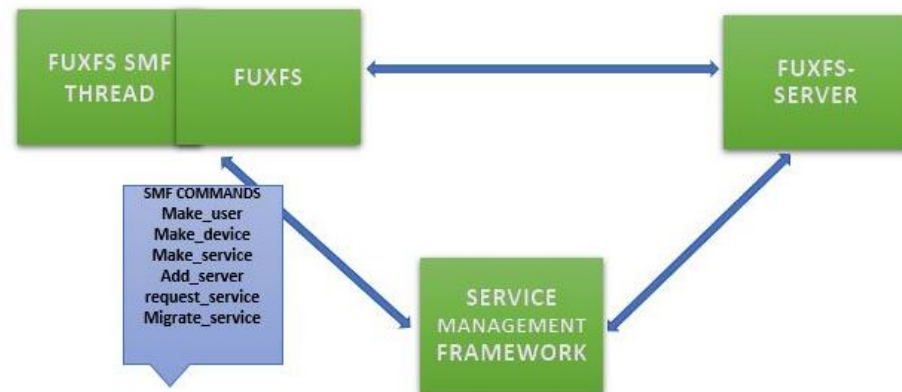 FUXFS SMF
THREAD
FUXFS
FUXFS-
SERVER
SMF COMMANDS
Make_user
Make_device
Make_service
Add_server
request_service
Migrate_service
SERVICE
MANAGEMENT
FRAMEWORK